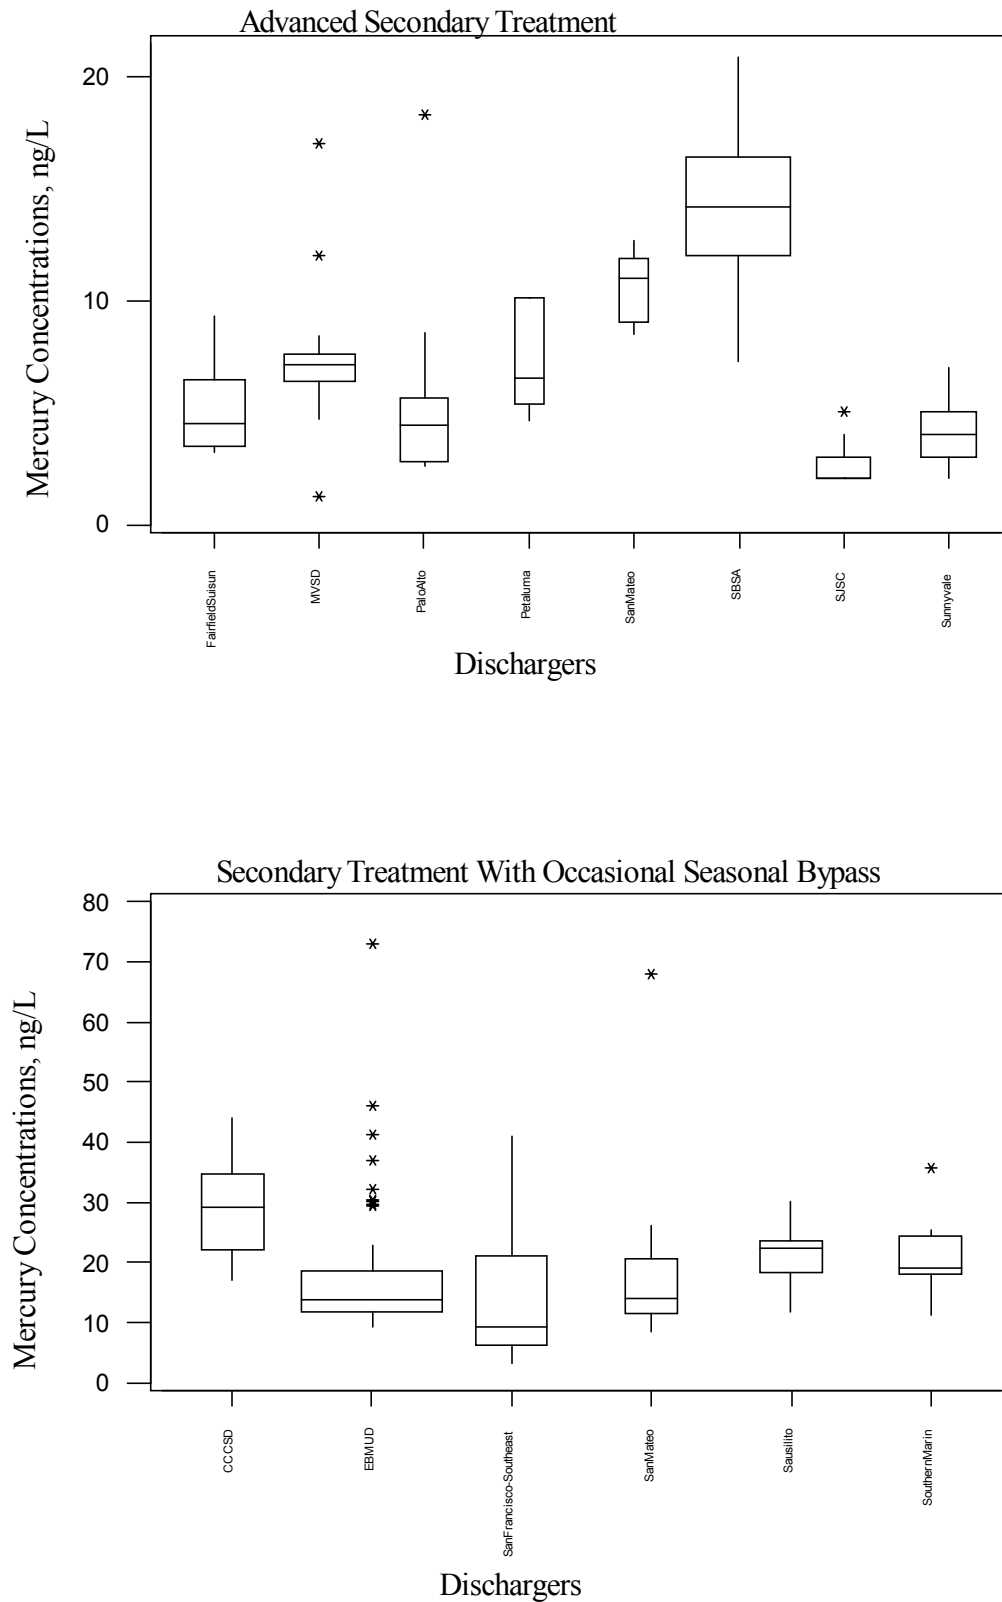 Advanced Secondary Treatment
20
10
0
Mercury Concentrations, ng/L
FairfieldSuisun
MVSD
PaloAlto
Petaluma
SanMateo
SBSA
SJSC
Sunnyvale
Dischargers
Secondary Treatment With Occasional Seasonal Bypass
80
70
60
50
40
30
20
10
0
Mercury Concentrations, ng/L
CCCSD
EBMUD
SanFrancisco-Southeast
SanMateo
Sausilito
SouthernMarin
Dischargers